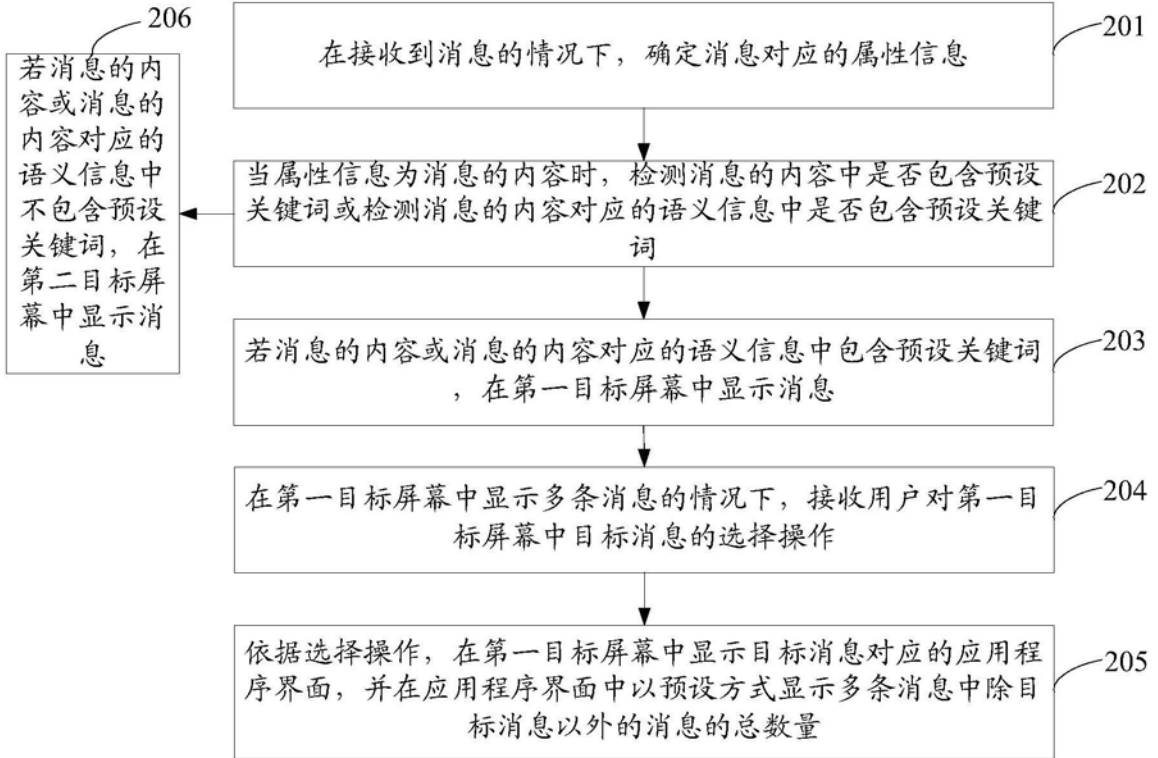 201
在接收到消息的情况下，确定消息对应的属性信息
202
当属性信息为消息的内容时，检测消息的内容中是否包含预设
关键词或检测消息的内容对应的语义信息中是否包含预设关键
词
206
若消息的内
容或消息的
内容对应的
语义信息中
不包含预设
关键词，在
第二目标屏
幕中显示消
息
203
若消息的内容或消息的内容对应的语义信息中包含预设关键词
，在第一目标屏幕中显示消息
204
在第一目标屏幕中显示多条消息的情况下，接收用户对第一目
标屏幕中目标消息的选择操作
205
依据选择操作，在第一目标屏幕中显示目标消息对应的应用程
序界面，并在应用程序界面中以预设方式显示多条消息中除目
标消息以外的消息的总数量